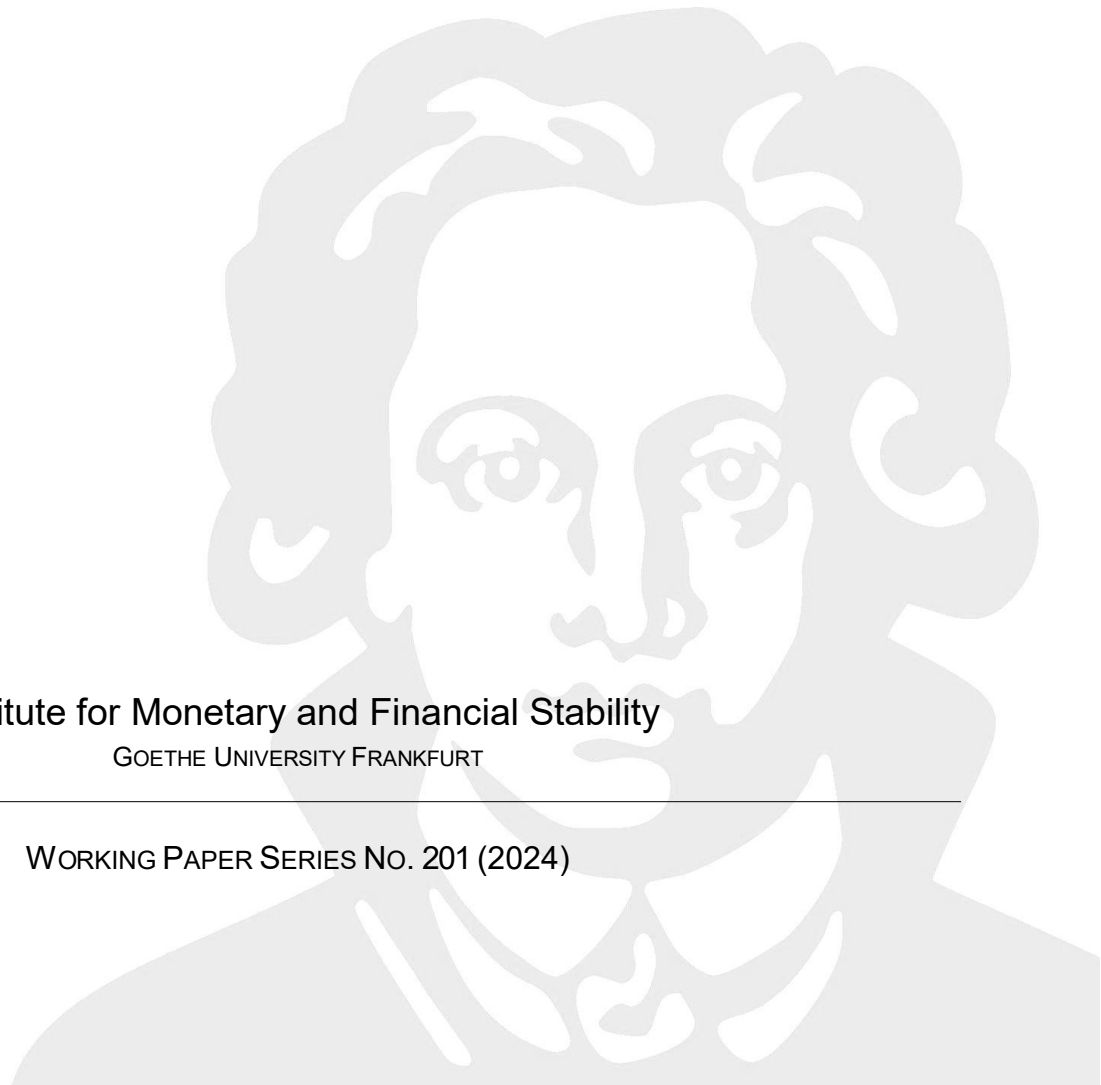 itute for Monetary and Financial Stability
GOETHE UNIVERSITY FRANKFURT
WORKING PAPER SERIES NO. 201 (2024)